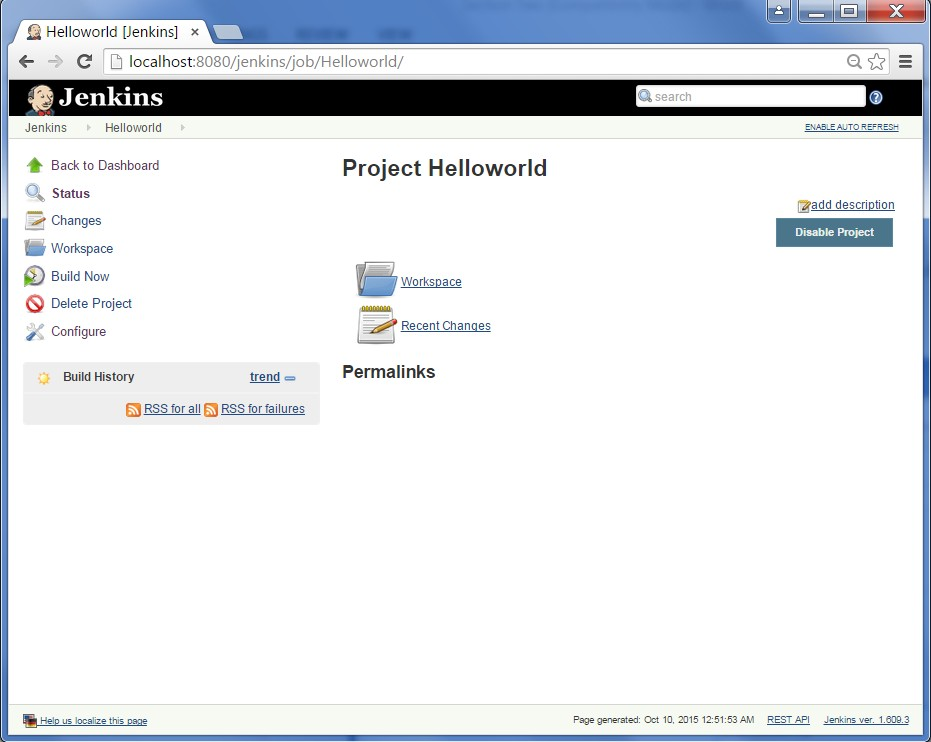 Helloworld [Jenkins]
localhost:8080/jenkins/job/Helloworld/
Jenkins
search
Jenkins Helloworld
ENABLE AUTO REFRESH
Back to Dashboard
Status
Changes
Workspace
Build Now
Delete Project
Configure
Build History trend
RSS for all RSS for failures
Project Helloworld
add description
Disable Project
Workspace
Recent Changes
Permalinks
Help us localize this page
Page generated: Oct 10, 2015 12:51:53 AM REST API Jenkins ver. 1.609.3